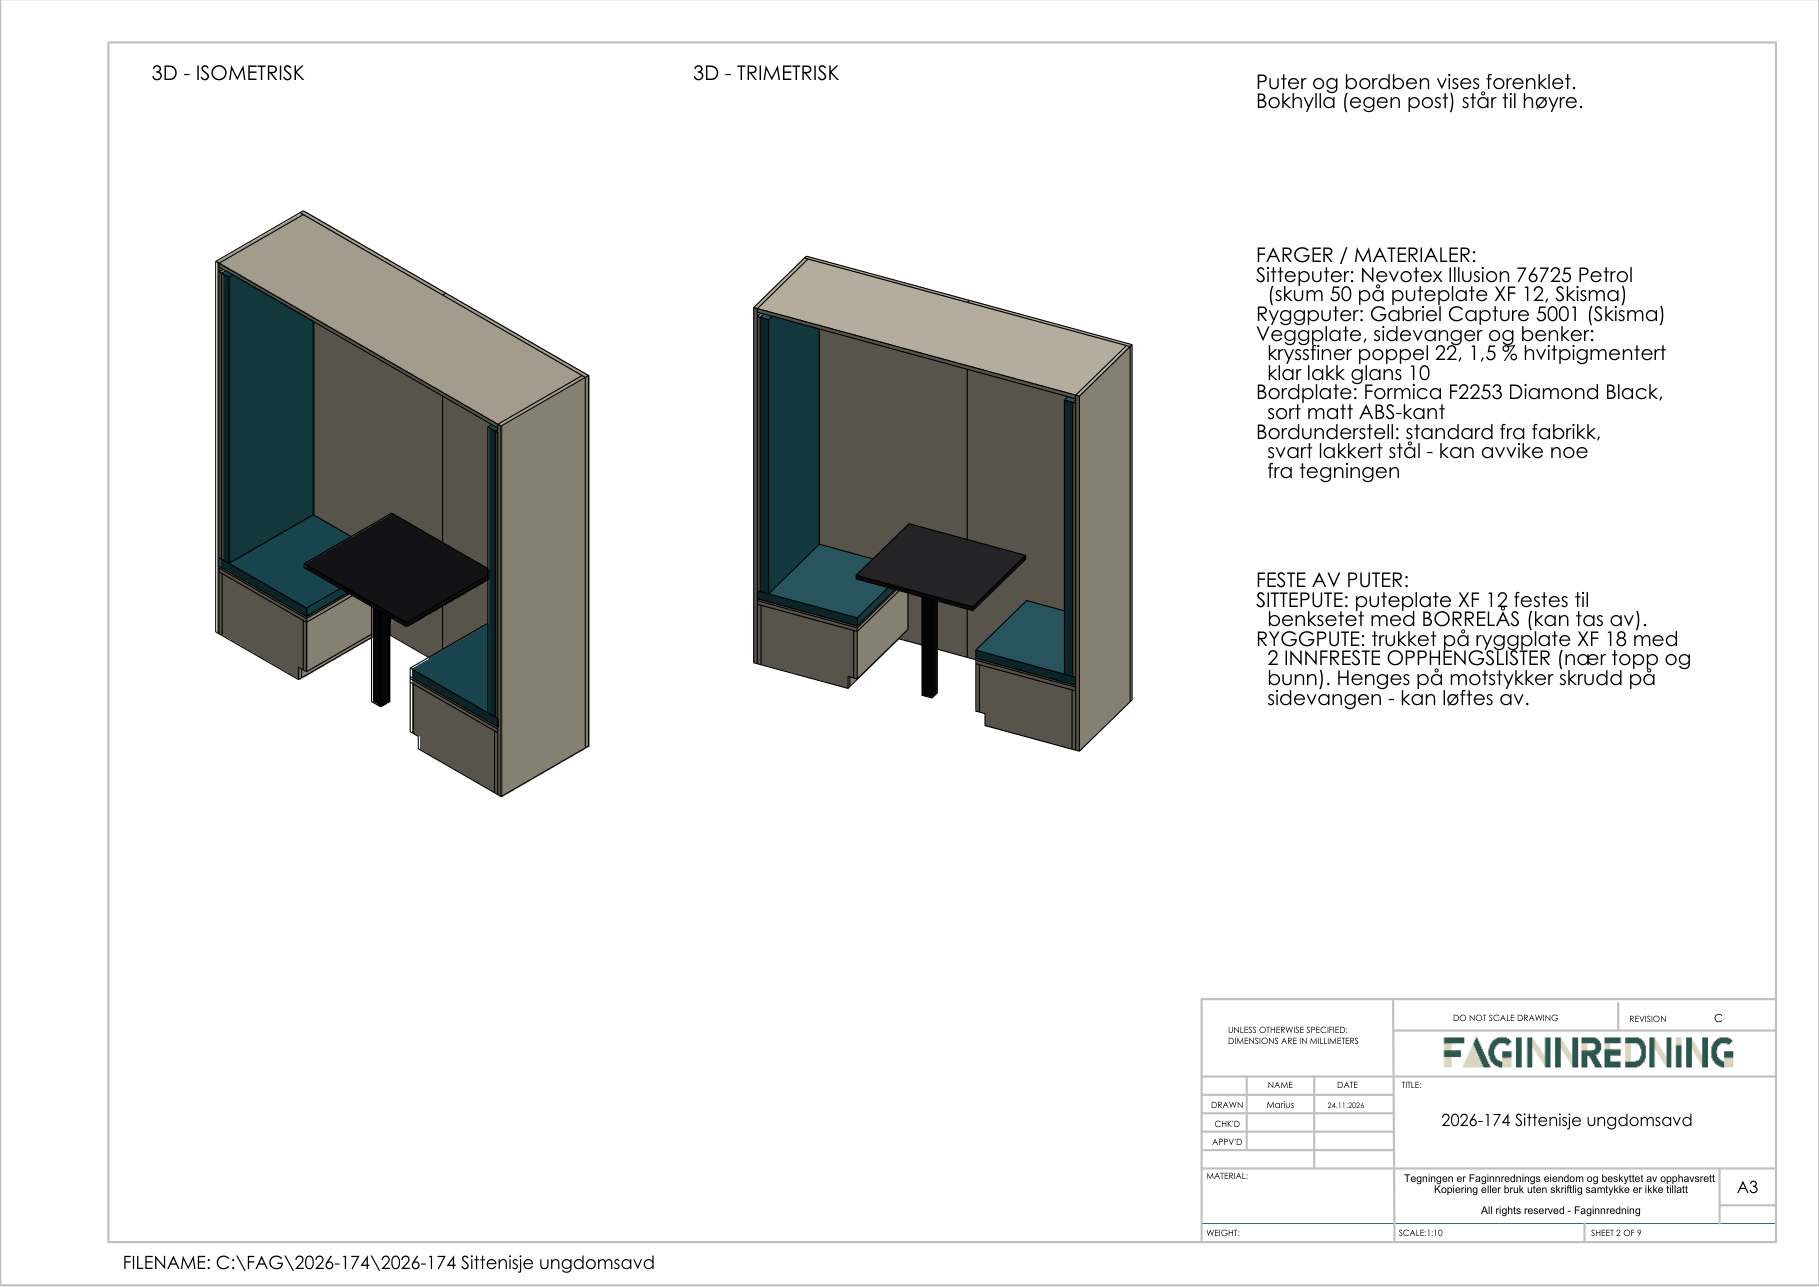 3D - ISOMETRISK
3D - TRIMETRISK
Puter og bordben vises forenklet.
Bokhylla (egen post) står til høyre.
FARGER / MATERIALER:
Sitteputer: Nevotex Illusion 76725 Petrol
(skum 50 på puteplate XF 12, Skisma)
Ryggputer: Gabriel Capture 5001 (Skisma)
Veggplate, sidevanger og benker:
kryssfiner poppel 22, 1,5 % hvitpigmentert
klar lakk glans 10
Bordplate: Formica F2253 Diamond Black,
sort matt ABS-kant
Bordunderstell: standard fra fabrikk,
svart lakkert stål - kan avvike noe
fra tegningen
FESTE AV PUTER:
SITTEPUTE: puteplate XF 12 festes til
benksetet med BORRELÅS (kan tas av).
RYGGPUTE: trukket på ryggplate XF 18 med
2 INNFRESTE OPPHENGSLISTER (nær topp og
bunn). Henges på motstykker skrudd på
sidevangen - kan løftes av.
UNLESS OTHERWISE SPECIFIED:
DIMENSIONS ARE IN MILLIMETERS
DO NOT SCALE DRAWING
REVISION C
FAGINNREDNING
NAME DATE
DRAWN Marius 24.11.2026
CHK'D
APPV'D
TITLE:
2026-174 Sittenisje ungdomsavd
MATERIAL:
Tegningen er Faginnrednings eiendom og beskyttet av opphavsrett
Kopiering eller bruk uten skriftlig samtykke er ikke tillatt
All rights reserved - Faginnredning
A3
WEIGHT:
SCALE:1:10
SHEET 2 OF 9
FILENAME: C:\FAG\2026-174\2026-174 Sittenisje ungdomsavd